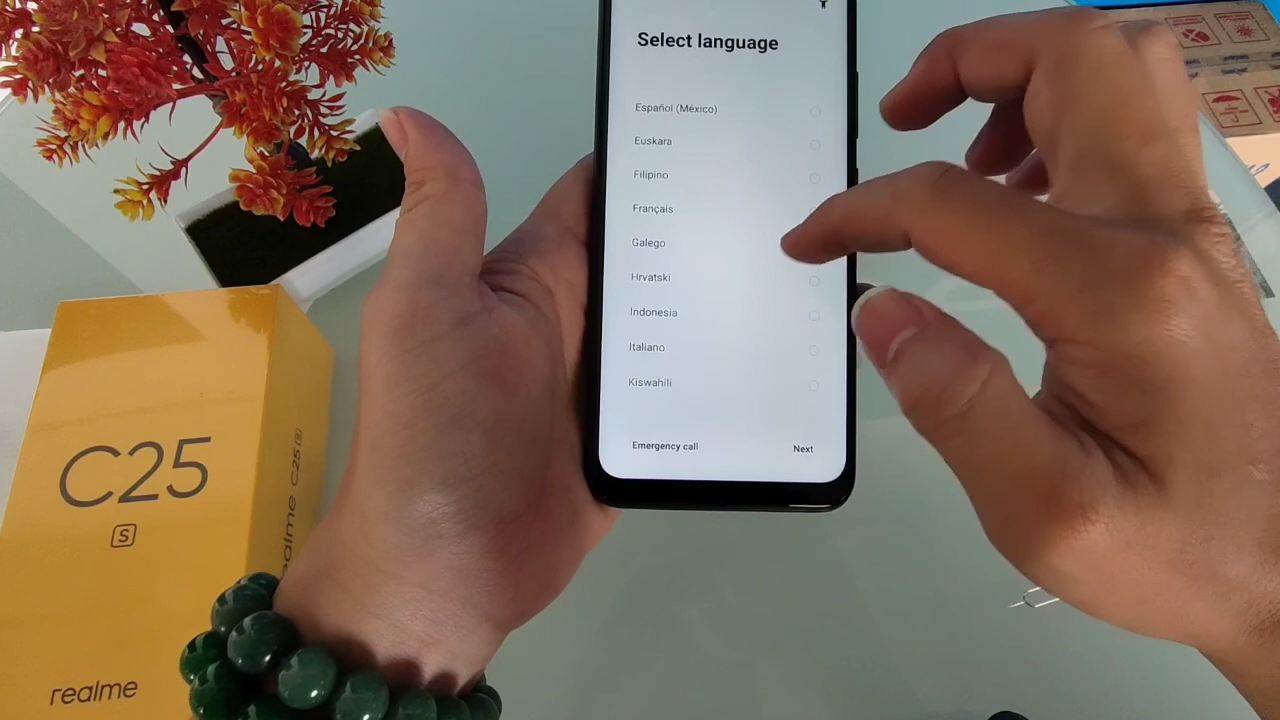 Select language
Español (México)
Euskara
Filipino
Français
Galego
Hrvatski
Indonesia
Italiano
Kiswahili
Emergency call
Next
C25
S
realme
realme C25 S